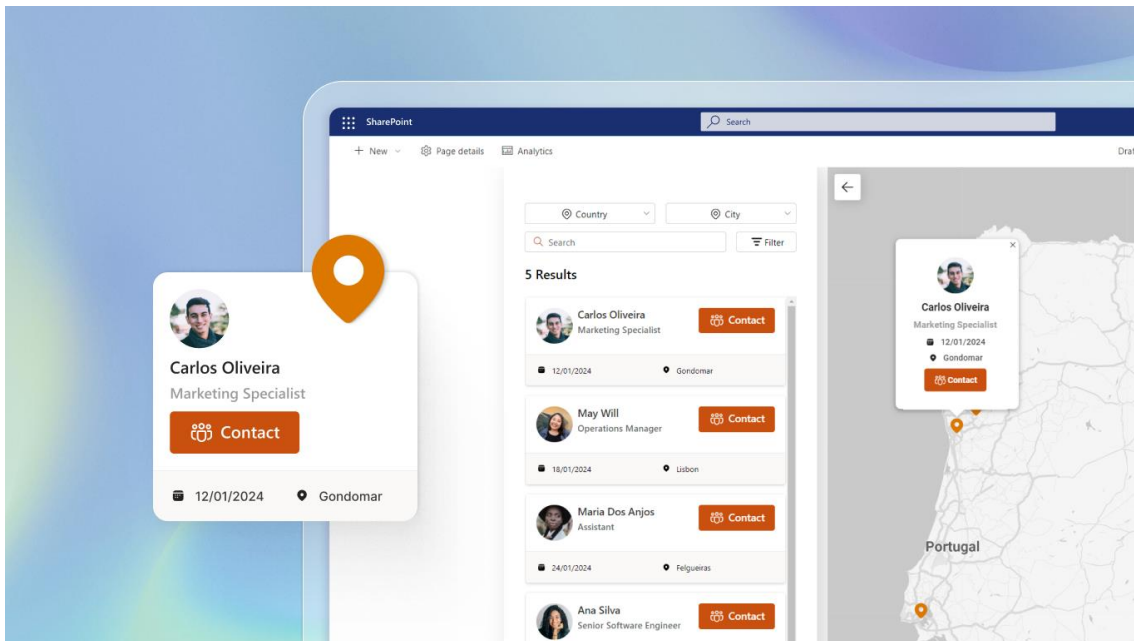 SharePoint
Search
New
Page details
Analytics
Country
City
Search
Filter
5 Results
Carlos Oliveira
Marketing Specialist
Contact
12/01/2024
Gondomar
May Will
Operations Manager
Contact
18/01/2024
Lisbon
Maria Dos Anjos
Assistant
Contact
24/01/2024
Felgueiras
Ana Silva
Senior Software Engineer
Contact
Carlos Oliveira
Marketing Specialist
Contact
12/01/2024
Gondomar
Carlos Oliveira
Marketing Specialist
12/01/2024
Gondomar
Contact
Portugal